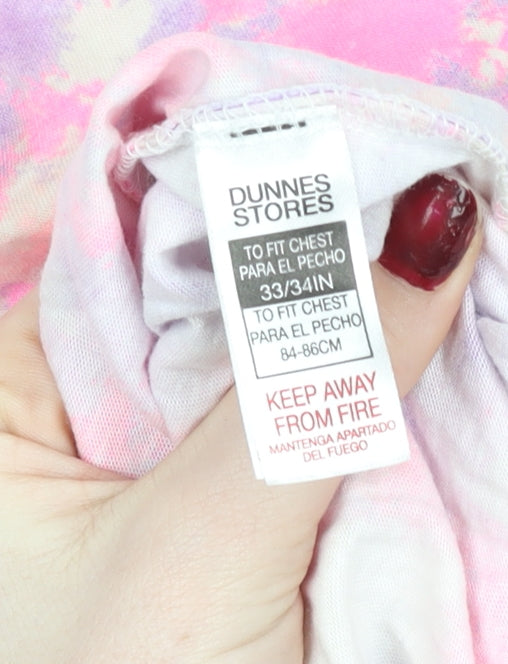 DUNNES
STORES
TO FIT CHEST
PARA EL PECHO
33/34IN
TO FIT CHEST
PARA EL PECHO
84-86CM
KEEP AWAY
FROM FIRE
MANTENGA APARTADO
DEL FUEGO